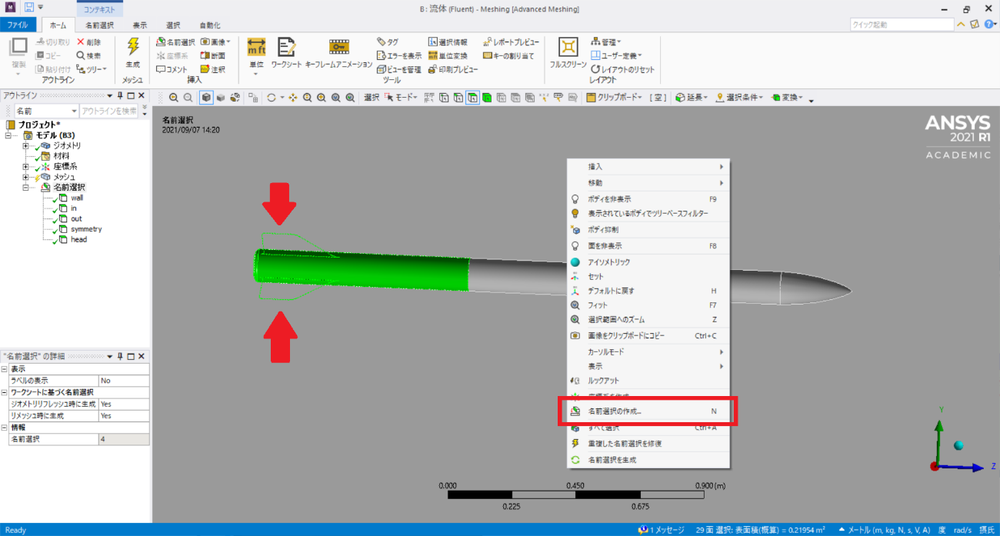 コンテキスト
B : 流体 (Fluent) - Meshing [Advanced Meshing]
ファイル ホーム 名前選択 表示 選択 自動化
クイック起動
複製
切り取り
コピー
貼り付け
削除
検索
ツリー
アウトライン
生成
メッシュ
名前選択
座標系
コメント
画像
断面
注釈
挿入
単位
ワークシート
キーフレームアニメーション
タグ
エラーを表示
ビューを管理
選択情報
単位変換
印刷プレビュー
レポートプレビュー
キーの割り当て
ツール
フルスクリーン
管理
ユーザー定義
レイアウトのリセット
レイアウト
選択 モード クリップボード [ 空 ] 延長 選択条件 変換
アウトライン
名前 アウトラインを検索
プロジェクト*
モデル (B3)
ジオメトリ
材料
座標系
メッシュ
名前選択
wall
in
out
symmetry
head
"名前選択" の詳細
表示
ラベルの表示 No
ワークシートに基づく名前選択
ジオメトリリフレッシュ時に生成 Yes
リメッシュ時に生成 Yes
情報
名前選択 4
名前選択
2021/09/07 14:20
ANSYS
2021 R1
ACADEMIC
挿入
移動
ボディを非表示 F9
表示されているボディでツリーベースフィルター
ボディ抑制
面を非表示 F8
アイソメトリック
セット
デフォルトに戻す H
フィット F7
選択範囲へのズーム Z
画像をクリップボードにコピー Ctrl+C
カーソルモード
表示
ルックアット
座標系を作成
名前選択の作成... N
すべて選択 Ctrl+A
重複した名前選択を修復
名前選択を生成
Y
Z
0.000 0.450 0.900 (m)
0.225 0.675
Ready 1 メッセージ 29 面 選択: 表面積(概算) = 0.21954 m² メートル (m, kg, N, s, V, A) 度 rad/s 摂氏